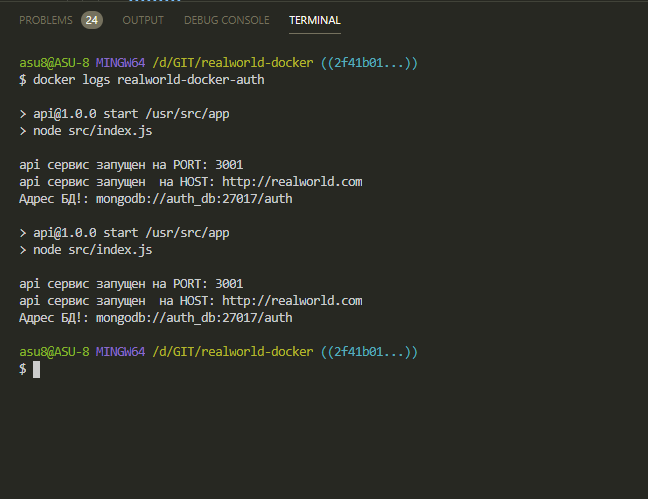 PROBLEMS 24 OUTPUT DEBUG CONSOLE TERMINAL
asu8@ASU-8 MINGW64 /d/GIT/realworld-docker ((2f41b01...))
$ docker logs realworld-docker-auth
> api@1.0.0 start /usr/src/app
> node src/index.js
api сервис запущен на PORT: 3001
api сервис запущен  на HOST: http://realworld.com
Адрес БД!: mongodb://auth_db:27017/auth
> api@1.0.0 start /usr/src/app
> node src/index.js
api сервис запущен на PORT: 3001
api сервис запущен  на HOST: http://realworld.com
Адрес БД!: mongodb://auth_db:27017/auth
asu8@ASU-8 MINGW64 /d/GIT/realworld-docker ((2f41b01...))
$